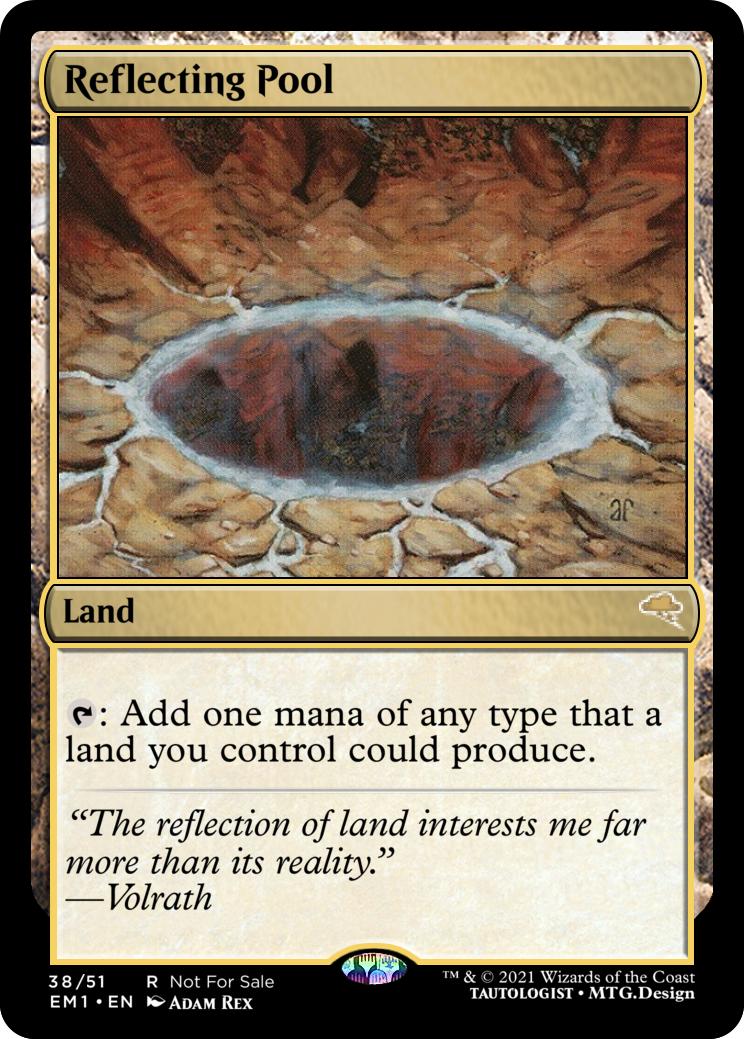 Reflecting Pool
Land
: Add one mana of any type that a
land you control could produce.
“The reflection of land interests me far
more than its reality.”
—Volrath
38/51 R Not For Sale
EM1 • EN Adam Rex
™ & © 2021 Wizards of the Coast
TAUTOLOGIST • MTG.Design